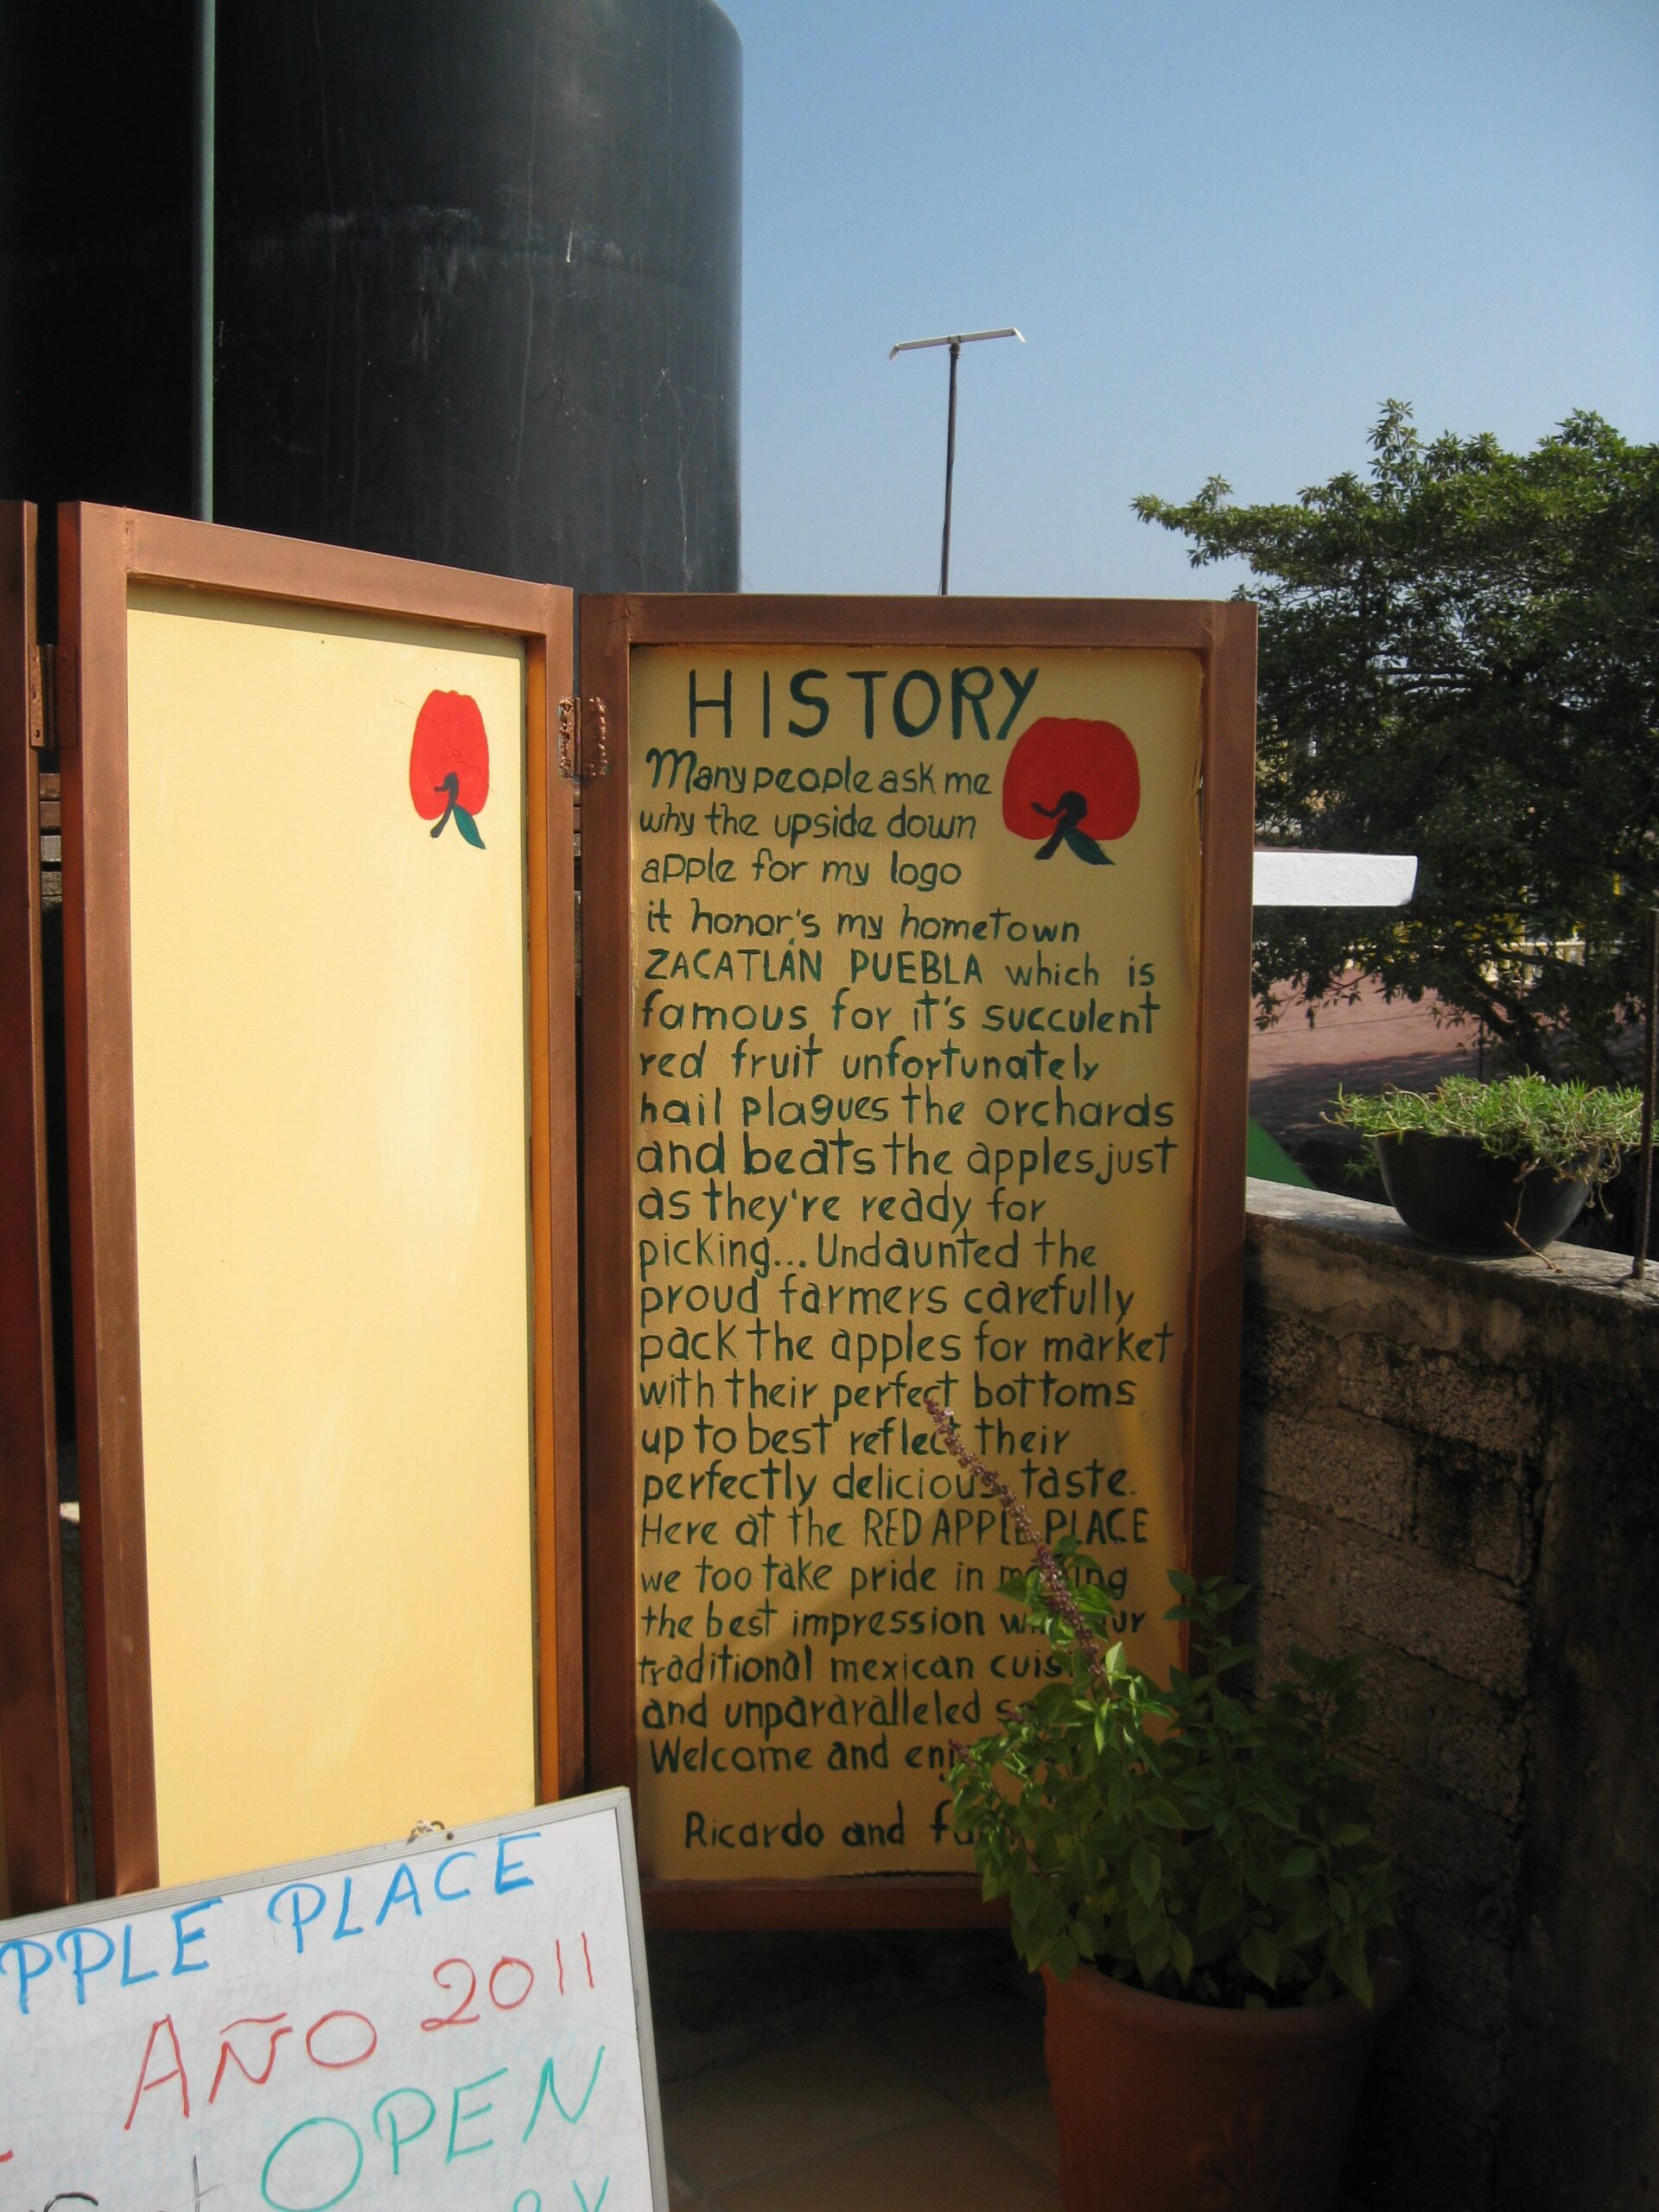 HISTORY
Many people ask me
why the upside down
apple for my logo
it honor's my hometown
ZACATLÁN PUEBLA which is
famous for it's succulent
red fruit unfortunately
hail plagues the orchards
and beats the apples just
as they're ready for
picking... Undaunted the
proud farmers carefully
pack the apples for market
with their perfect bottoms
up to best reflect their
perfectly delicious taste.
Here at the RED APPLE PLACE
we too take pride in making
the best impression
traditional mexican
and unpararalleled
Welcome and
Ricardo and
PPLE PLACE
AÑO 2011
OPEN